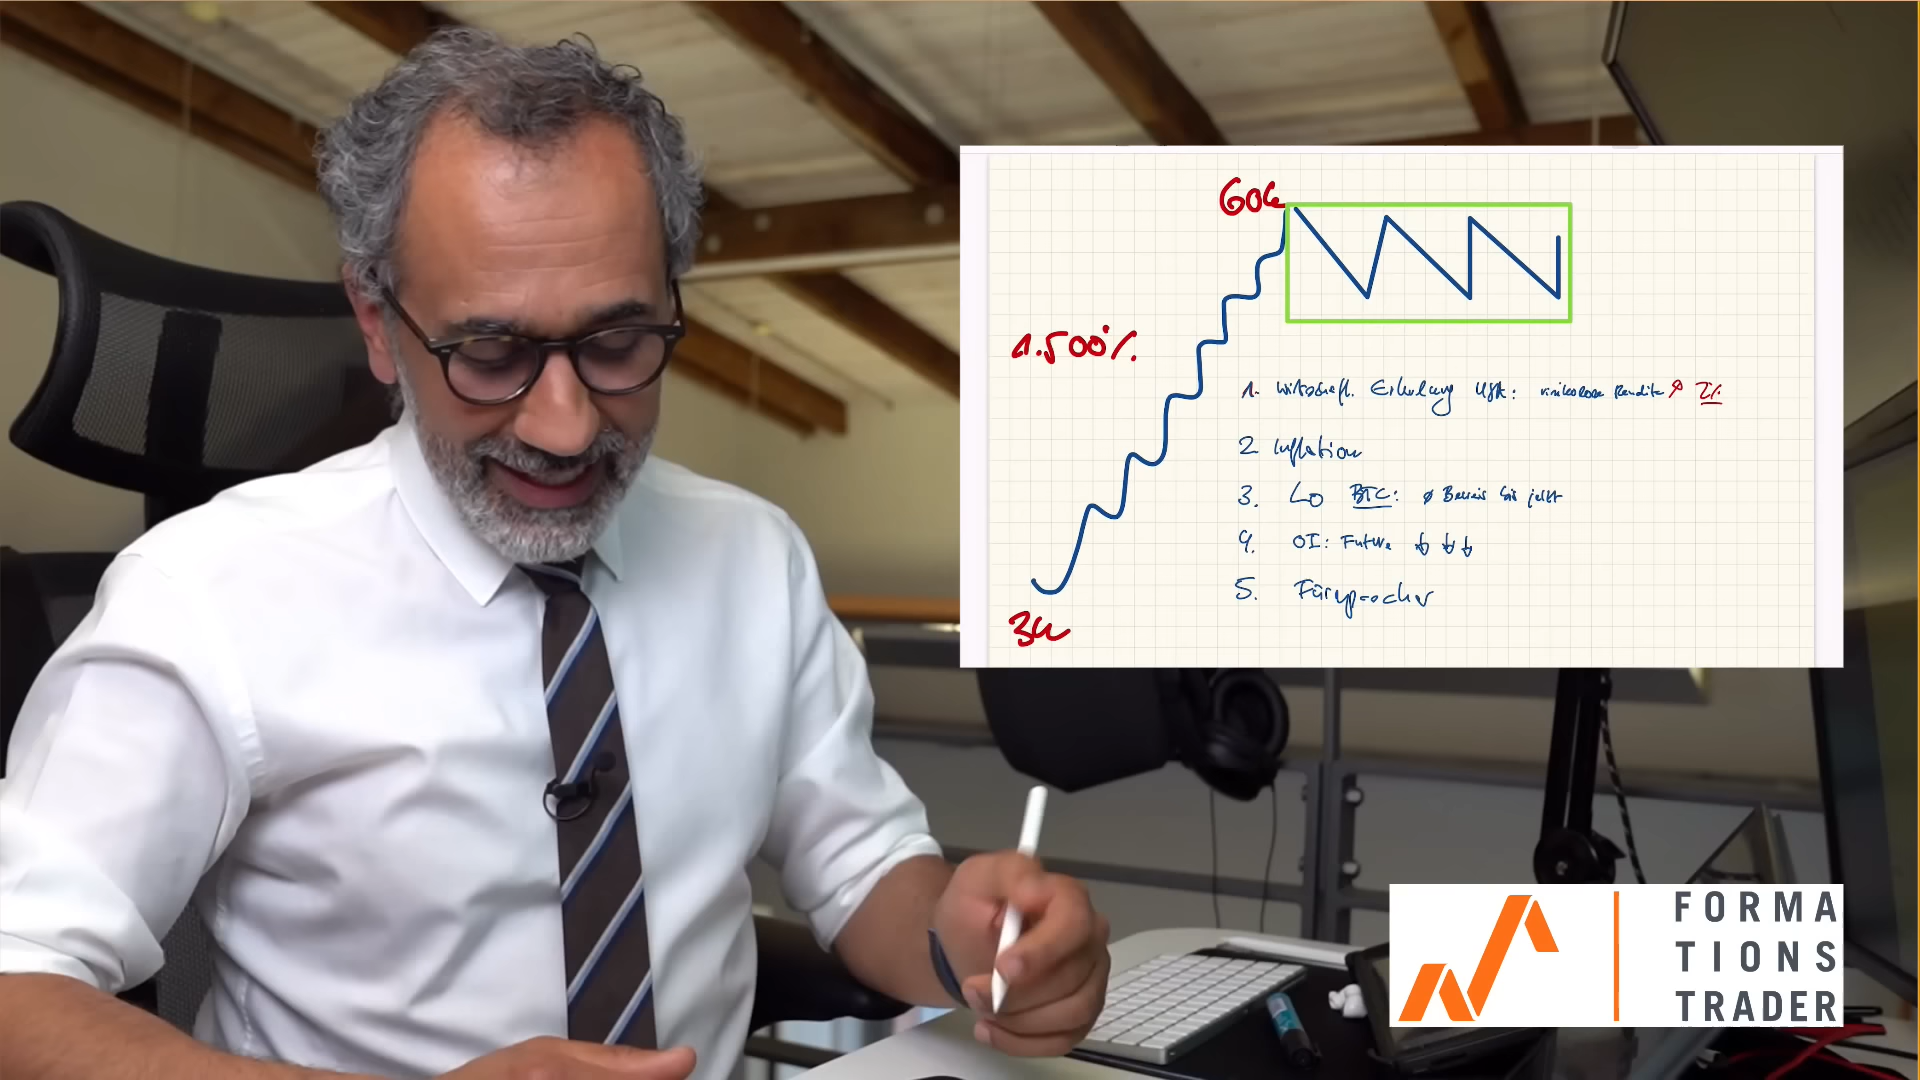 60k
1.500%
1. wirtschaftl. Erholung USA: risikolose Rendite ↗ 2%
2 Inflation
3. ↳ BTC: ∅ Beweis bis jetzt
4. OI: Future ↓ ↓ ↓
5. Fürsprecher
3k
FORMA
TIONS
TRADER